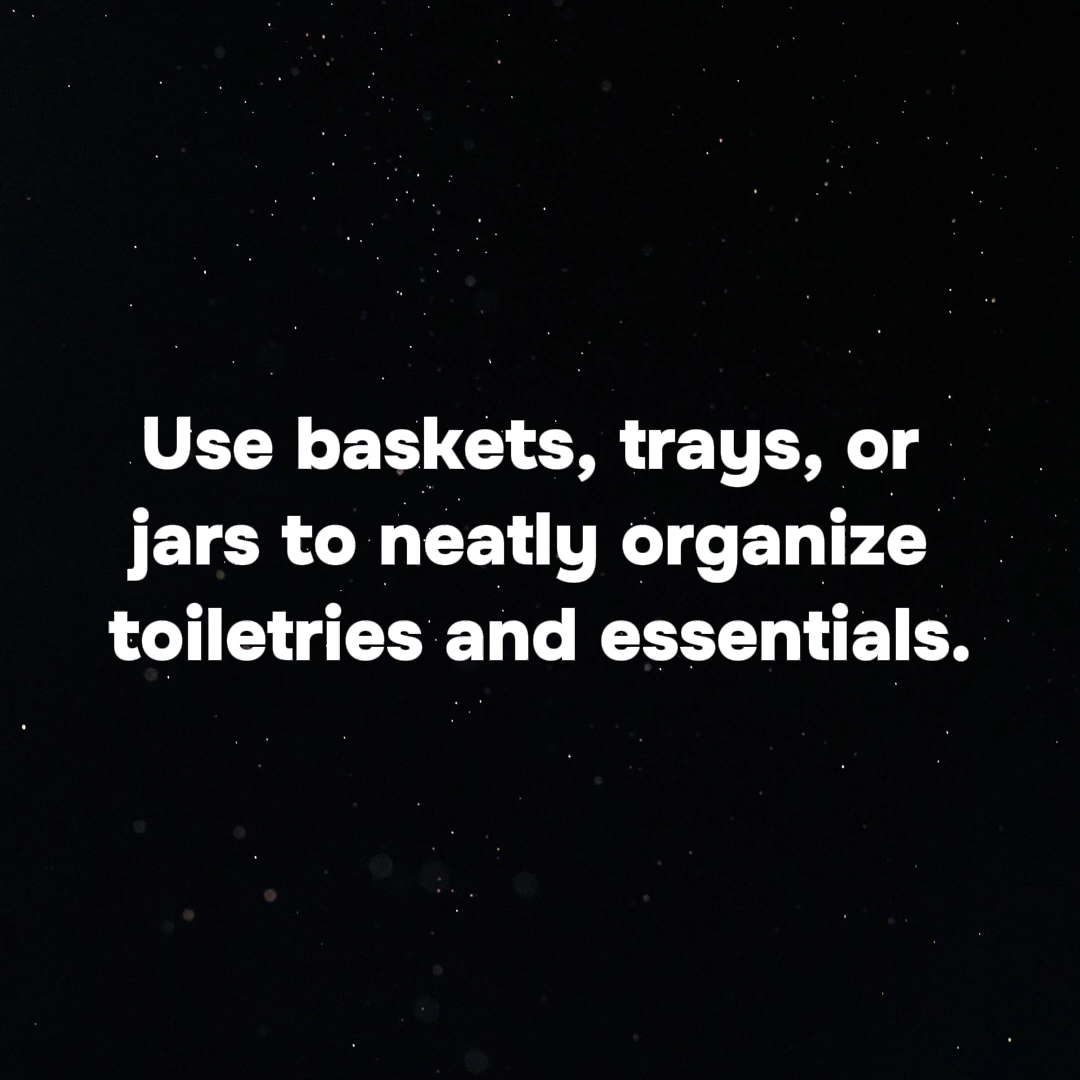 Use baskets, trays, or
jars to neatly organize
toiletries and essentials.